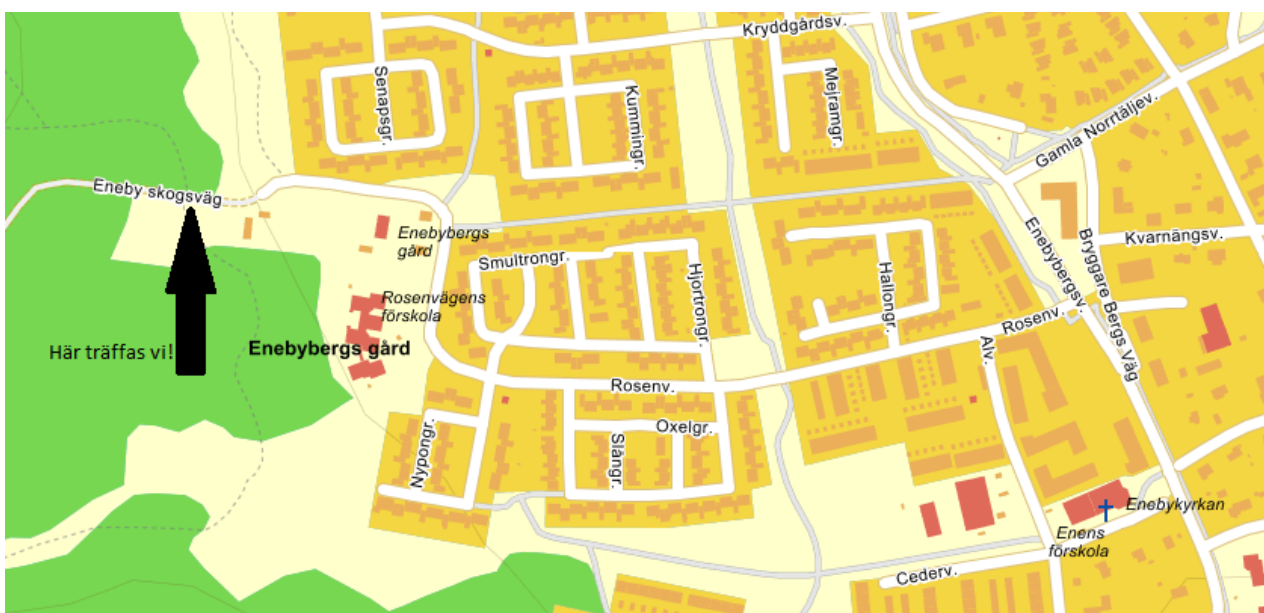 Kryddgårdsv.
Senapsgr.
Kummingr.
Mejramgr.
Gamla Norrtäljev.
Eneby skogsväg
Enebybergs
gård
Smultrongr.
Hjortrongr.
Hallongr.
Enebybergsv.
Bryggare Bergs Väg
Kvarnängsv.
Rosenvägens
förskola
Här träffas vi!
Enebybergs gård
Rosenv.
Rosenv.
Alv.
Nypongr.
Slångr.
Oxelgr.
Enebykyrkan
Enens
förskola
Cederv.